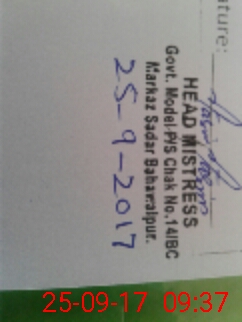 ature:
HEAD MISTRESS
Govt. Model P/S Chak No.14/BC
Markaz Sadar Bahawalpur.
25-9-2017
25-09-17 09:37